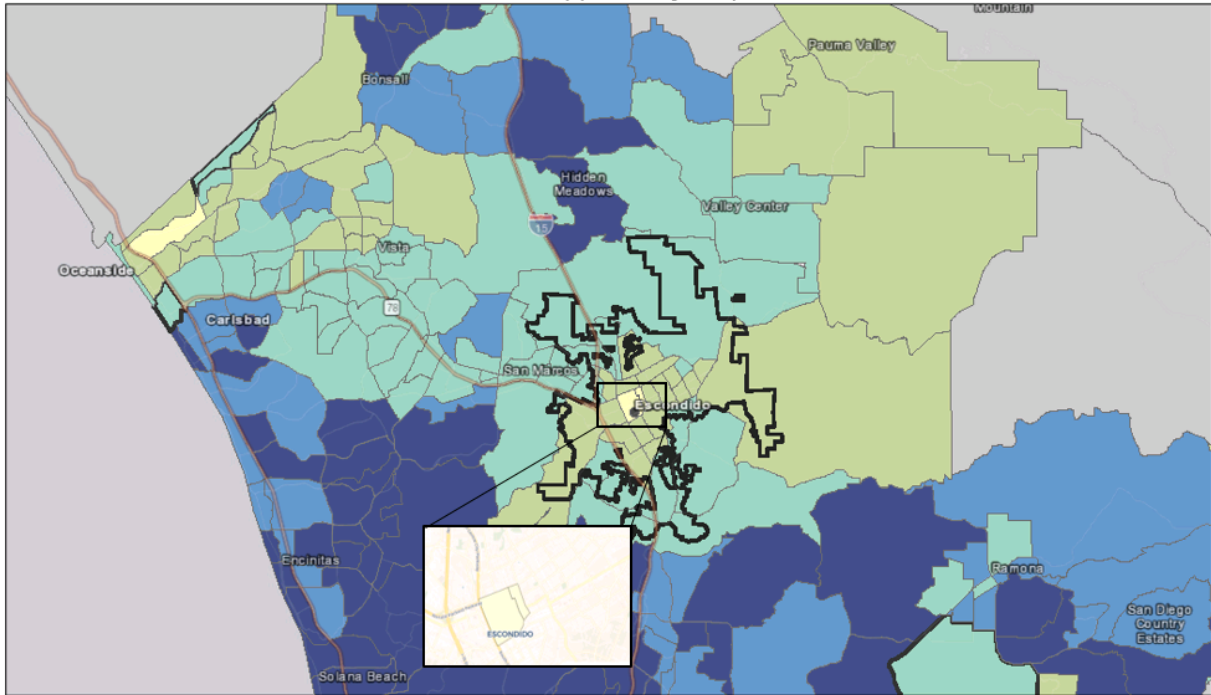 Pauma Valley
Bonsall
Hidden
Meadows
Valley Center
15
Vista
Oceanside
78
Carlsbad
San Marcos
Escondido
ESCONDIDO
Encinitas
Ramona
San Diego
Country
Estates
Solana Beach